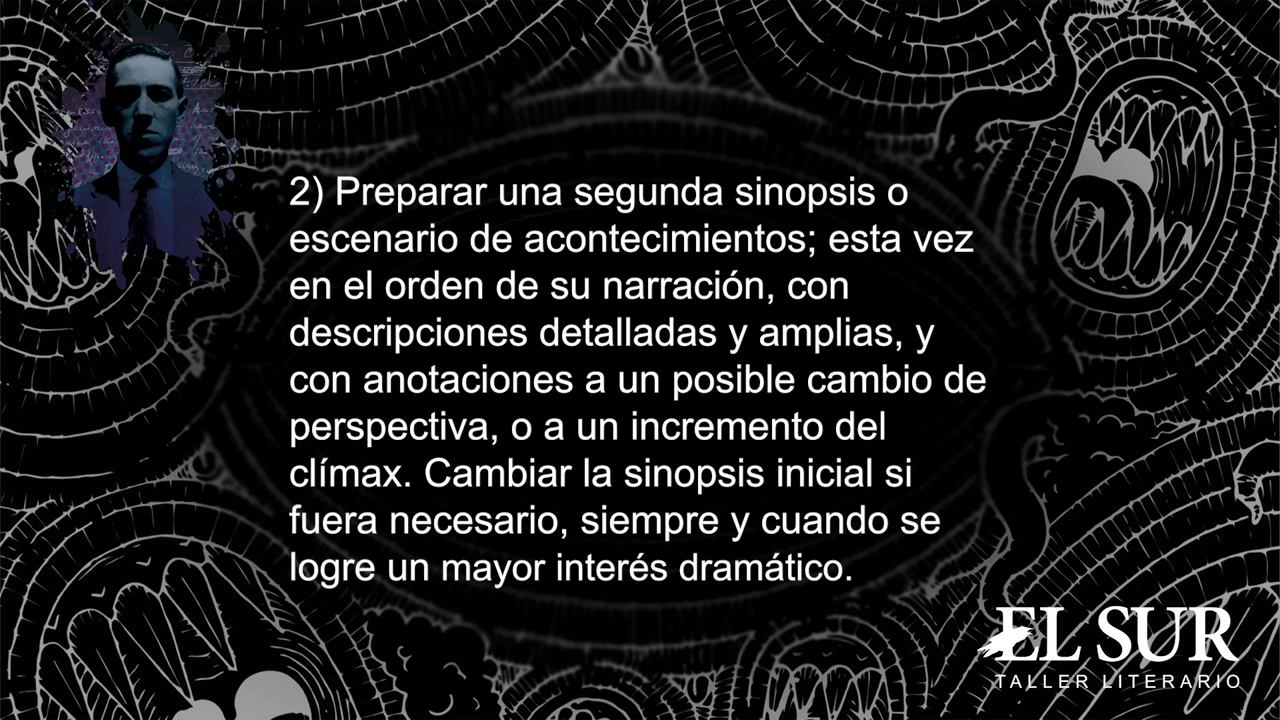 2) Preparar una segunda sinopsis o
escenario de acontecimientos; esta vez
en el orden de su narración, con
descripciones detalladas y amplias, y
con anotaciones a un posible cambio de
perspectiva, o a un incremento del
clímax. Cambiar la sinopsis inicial si
fuera necesario, siempre y cuando se
logre un mayor interés dramático.
EL SUR
TALLER LITERARIO